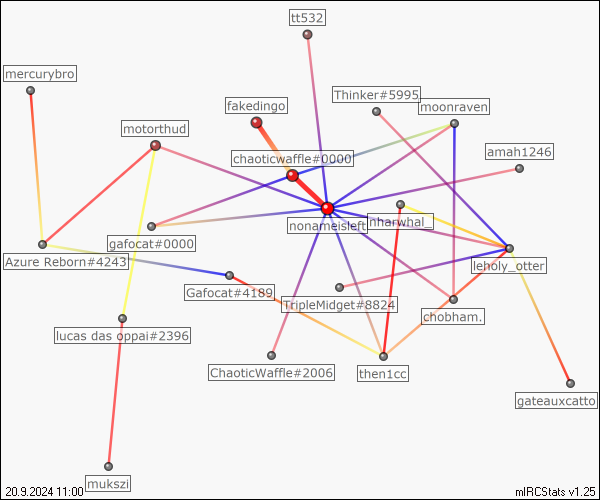 tt532
mercurybro
Thinker#5995
fakedingo
moonraven
motorthud
amah1246
chaoticwaffle#0000
nharwhal_
nonameisleft
gafocat#0000
Azure Reborn#4243
leholy_otter
Gafocat#4189
TripleMidget#8824
chobham.
lucas das oppai#2396
ChaoticWaffle#2006
then1cc
gateauxcatto
mukszi
20.9.2024 11:00
mIRCStats v1.25